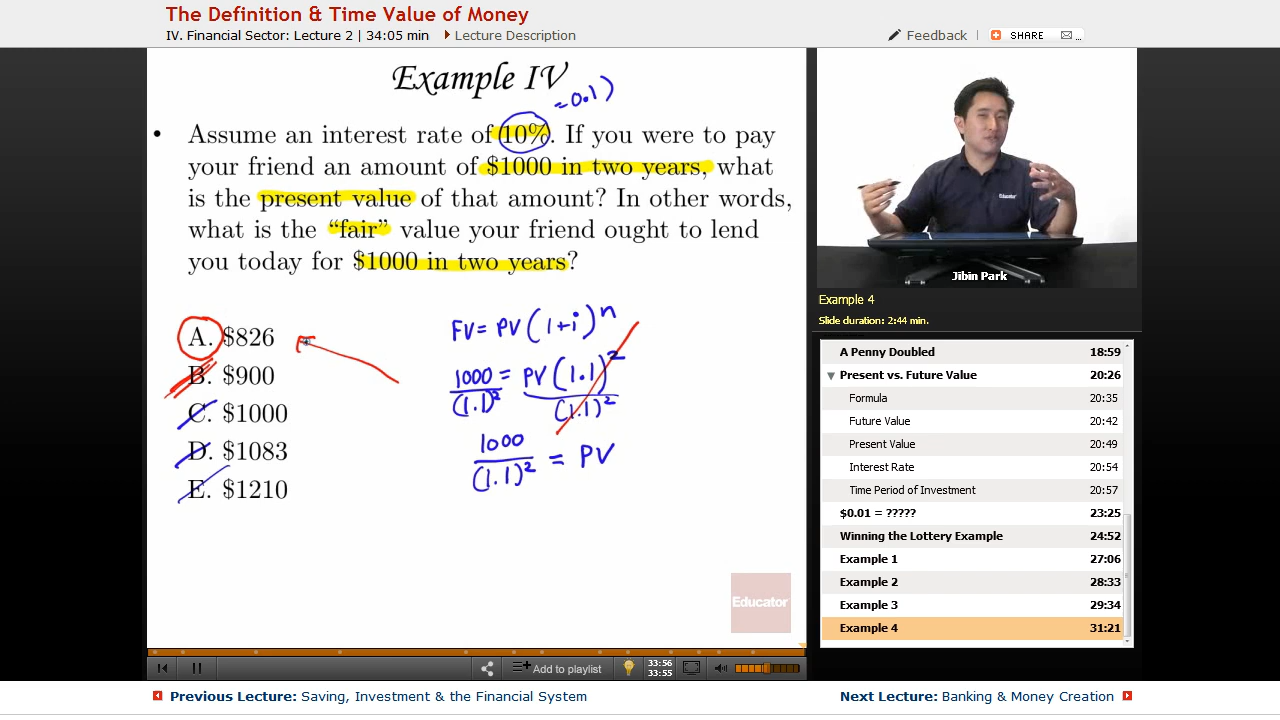 The Definition & Time Value of Money
IV. Financial Sector: Lecture 2 | 34:05 min
Lecture Description
Feedback
SHARE
Example IV
= 0.1)
• Assume an interest rate of 10%. If you were to pay
your friend an amount of $1000 in two years, what
is the present value of that amount? In other words,
what is the “fair” value your friend ought to lend
you today for $1000 in two years?
A. $826
B. $900
C. $1000
D. $1083
E. $1210
FV = PV (1+i)^n
1000 = PV (1.1)^2
(1.1)^2 (1.1)^2
1000
(1.1)^2 = PV
Educator
Educator
Jibin Park
Example 4
Slide duration: 2:44 min.
A Penny Doubled 18:59
Present vs. Future Value 20:26
Formula 20:35
Future Value 20:42
Present Value 20:49
Interest Rate 20:54
Time Period of Investment 20:57
$0.01 = ????? 23:25
Winning the Lottery Example 24:52
Example 1 27:06
Example 2 28:33
Example 3 29:34
Example 4 31:21
Add to playlist
33:56
33:55
Previous Lecture: Saving, Investment & the Financial System
Next Lecture: Banking & Money Creation